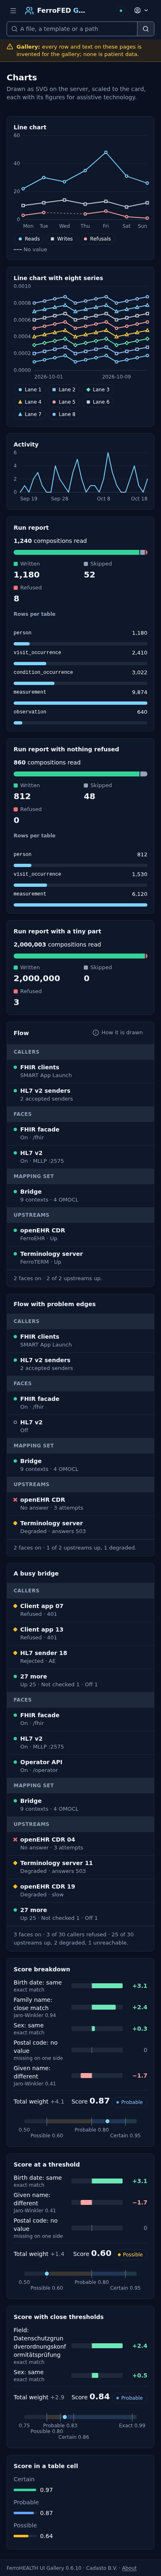 FerroFED G...
A file, a template or a path
Gallery: every row and text on these pages is
invented for the gallery; none is patient data.
Charts
Drawn as SVG on the server, scaled to the card,
each with its figures for assistive technology.
Line chart
60
40
20
0
Mon Tue Wed Thu Fri Sat Sun
Reads Writes Refusals
No value
Line chart with eight series
0.0010
0.0008
0.0006
0.0004
0.0002
0.0000
2026-10-01 2026-10-09
Lane 1 Lane 2 Lane 3
Lane 4 Lane 5 Lane 6
Lane 7 Lane 8
Activity
6
4
2
0
Sep 19 Sep 28 Oct 8 Oct 18
Run report
1,240 compositions read
Written Skipped
1,180 52
Refused
8
Rows per table
person 1,180
visit_occurrence 2,410
condition_occurrence 3,022
measurement 9,874
observation 640
Run report with nothing refused
860 compositions read
Written Skipped
812 48
Refused
0
Rows per table
person 812
visit_occurrence 1,530
measurement 6,120
Run report with a tiny part
2,000,003 compositions read
Written Skipped
2,000,000 0
Refused
3
Flow How it is drawn
CALLERS
FHIR clients
SMART App Launch
HL7 v2 senders
2 accepted senders
FACES
FHIR facade
On · /fhir
HL7 v2
On · MLLP :2575
MAPPING SET
Bridge
9 contexts · 4 OMOCL
UPSTREAMS
openEHR CDR
FerroEHR · Up
Terminology server
FerroTERM · Up
2 faces on · 2 of 2 upstreams up.
Flow with problem edges
CALLERS
FHIR clients
SMART App Launch
HL7 v2 senders
2 accepted senders
FACES
FHIR facade
On · /fhir
HL7 v2
Off
MAPPING SET
Bridge
9 contexts · 4 OMOCL
UPSTREAMS
openEHR CDR
No answer · 3 attempts
Terminology server
Degraded · answers 503
2 faces on · 1 of 2 upstreams up, 1 degraded.
A busy bridge
CALLERS
Client app 07
Refused · 401
Client app 13
Refused · 401
HL7 sender 18
Rejected · AE
27 more
Up 25 · Not checked 1 · Off 1
FACES
FHIR facade
On · /fhir
HL7 v2
On · MLLP :2575
Operator API
On · /operator
MAPPING SET
Bridge
9 contexts · 4 OMOCL
UPSTREAMS
openEHR CDR 04
No answer · 3 attempts
Terminology server 11
Degraded · answers 503
openEHR CDR 19
Degraded · slow
27 more
Up 25 · Not checked 1 · Off 1
3 faces on · 3 of 30 callers refused · 25 of 30
upstreams up, 2 degraded, 1 unreachable.
Score breakdown
Birth date: same
exact match
+3.1
Family name:
close match
Jaro-Winkler 0.94
+2.4
Sex: same
exact match
+0.3
Postal code: no
value
missing on one side
0
Given name:
different
Jaro-Winkler 0.41
−1.7
Total weight +4.1 Score 0.87 Probable
0.50 Probable 0.80
Possible 0.60 Certain 0.95
Score at a threshold
Birth date: same
exact match
+3.1
Given name:
different
Jaro-Winkler 0.41
−1.7
Postal code: no
value
missing on one side
0
Total weight +1.4 Score 0.60 Possible
0.50 Probable 0.80
Possible 0.60 Certain 0.95
Score with close thresholds
Field:
Datenschutzgrun
dverordnungskonf
ormitätsprüfung
exact match
+2.4
Sex: same
exact match
+0.5
Total weight +2.9 Score 0.84 Probable
0.75 Probable 0.83 Exact 0.99
Possible 0.80
Certain 0.86
Score in a table cell
Certain
0.97
Probable
0.87
Possible
0.64
FerroHEALTH UI Gallery 0.6.10 · Cadasto B.V. · About